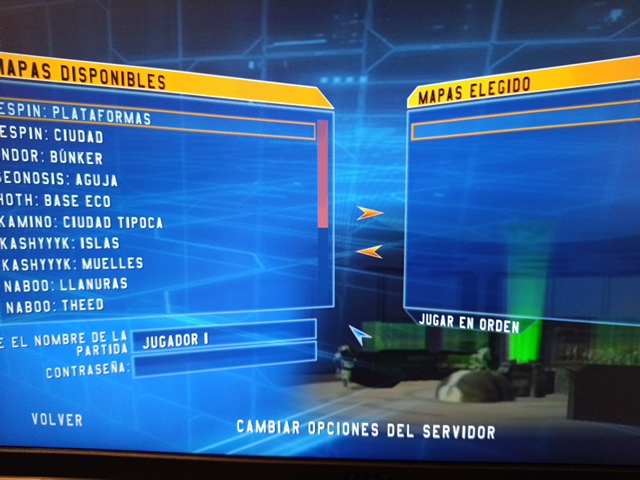 MAPAS DISPONIBLES
ESPIN: PLATAFORMAS
ESPIN: CIUDAD
NDOR: BÚNKER
GEONOSIS: AGUJA
HOTH: BASE ECO
KAMINO: CIUDAD TIPOCA
KASHYYYK: ISLAS
KASHYYYK: MUELLES
NABOO: LLANURAS
NABOO: THEED
MAPAS ELEGIDO
JUGAR EN ORDEN
E EL NOMBRE DE LA
PARTIDA
JUGADOR 1
CONTRASEÑA:
VOLVER
CAMBIAR OPCIONES DEL SERVIDOR